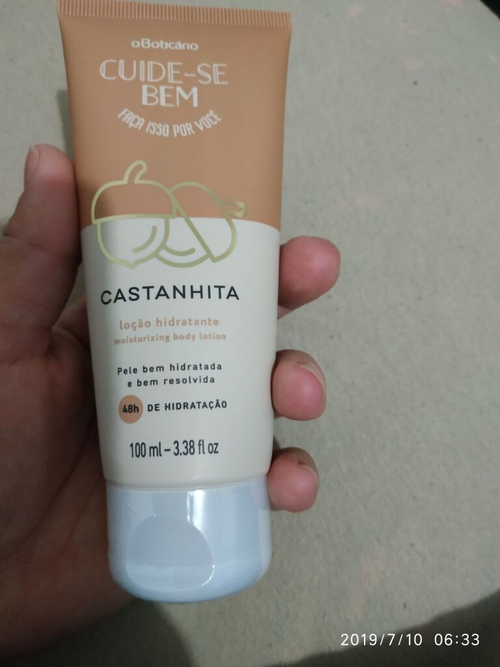 oBoticário
CUIDE-SE
BEM
FAÇA ISSO POR VOCÊ
CASTANHITA
loção hidratante
moisturizing body lotion
Pele bem hidratada
e bem resolvida
48h DE HIDRATAÇÃO
100 ml – 3.38 fl oz
2019/7/10 06:33